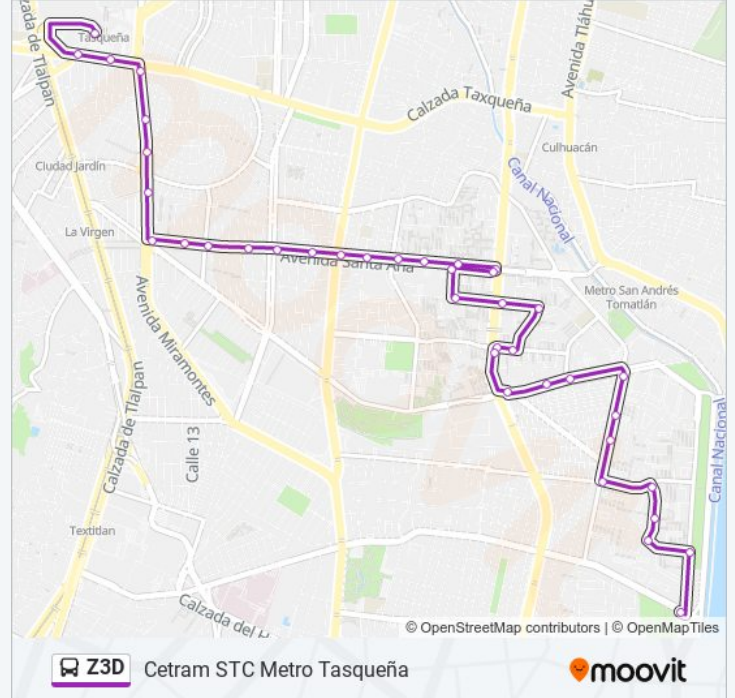 zada de Tlalpan
Tasqueña
Avenida Tláhu
Calzada Taxqueña
Culhuacán
Ciudad Jardín
Canal Nacional
La Virgen
Avenida Santa Ana
Metro San Andrés
Tomatlán
Avenida Miramontes
Calzada de Tlalpan
Calle 13
Canal Nacional
Textitlan
Calzada del H
© OpenStreetMap contributors | © OpenMapTiles
Z3D Cetram STC Metro Tasqueña
moovit